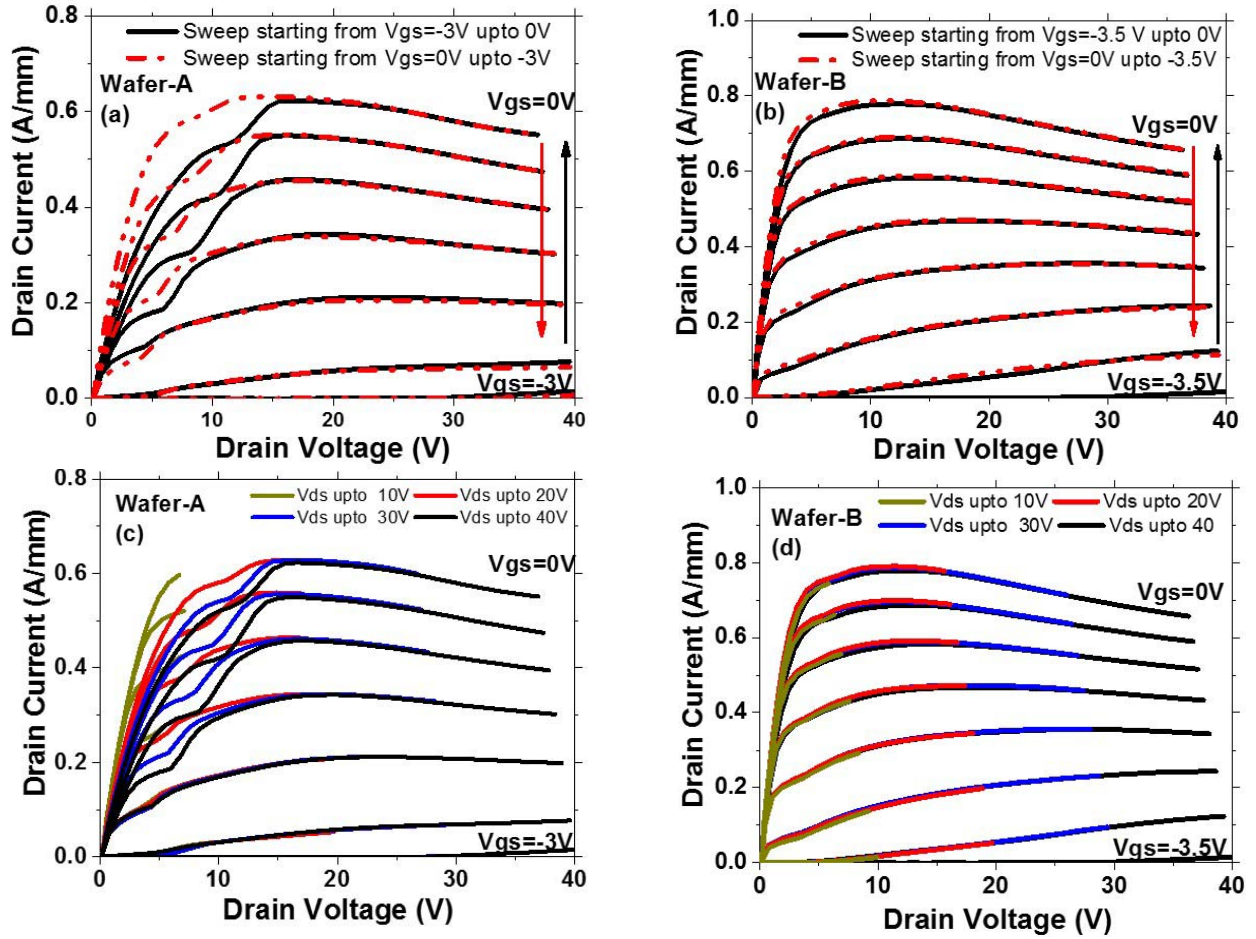 Sweep starting from Vgs=-3V upto 0V
Sweep starting from Vgs=0V upto -3V
Wafer-A
(a)
Vgs=0V
Vgs=-3V
Drain Current (A/mm)
0.8
0.6
0.4
0.2
0.0
0 10 20 30 40
Drain Voltage (V)
Sweep starting from Vgs=-3.5 V upto 0V
Sweep starting from Vgs=0V upto -3.5V
Wafer-B
(b)
Vgs=0V
Vgs=-3.5V
Drain Current (A/mm)
1.0
0.8
0.6
0.4
0.2
0.0
0 10 20 30 40
Drain Voltage (V)
Wafer-A
(c)
Vds upto 10V
Vds upto 20V
Vds upto 30V
Vds upto 40V
Vgs=0V
Vgs=-3V
Drain Current (A/mm)
0.8
0.6
0.4
0.2
0.0
0 10 20 30 40
Drain Voltage (V)
Wafer-B
(d)
Vds upto 10V
Vds upto 20V
Vds upto 30V
Vds upto 40
Vgs=0V
Vgs=-3.5V
Drain Current (A/mm)
1.0
0.8
0.6
0.4
0.2
0.0
0 10 20 30 40
Drain Voltage (V)